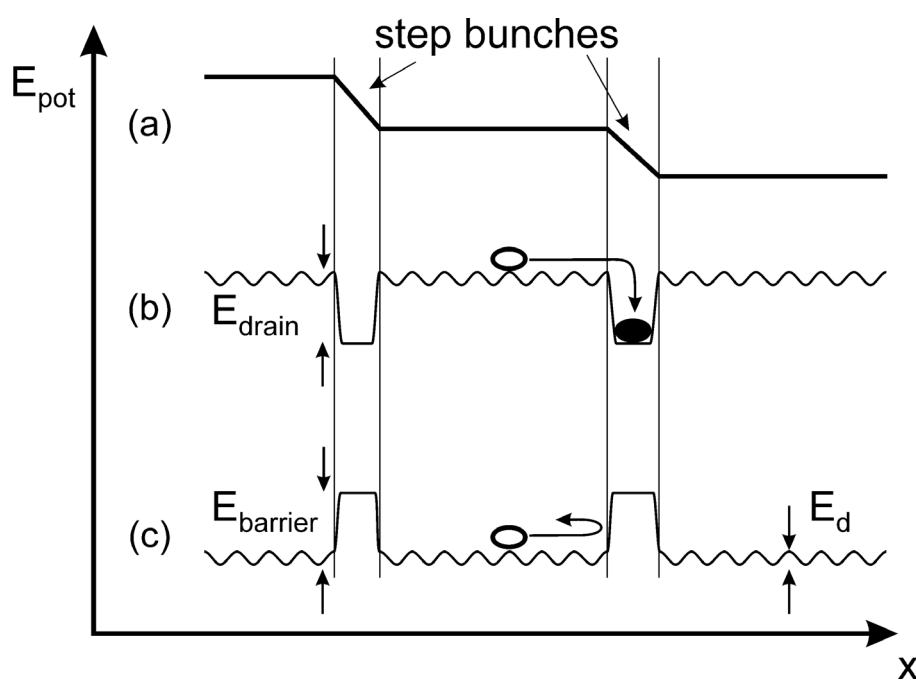 step bunches
E_pot
(a)
(b)
E_drain
E_barrier
E_d
(c)
x